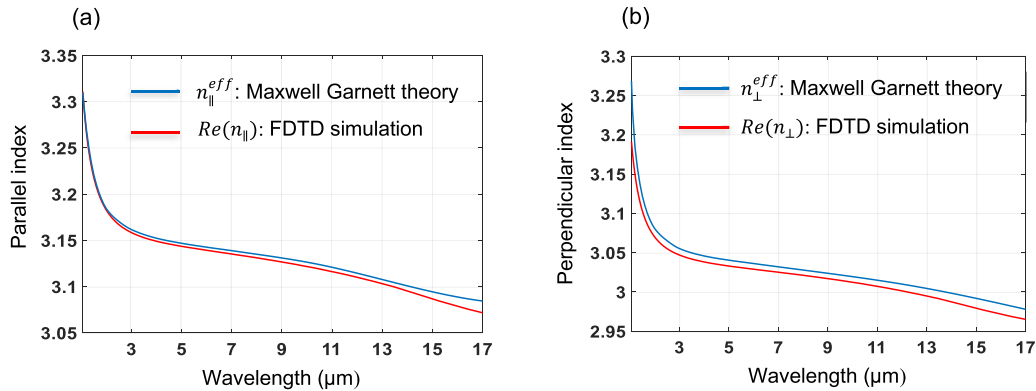 (a)
3.35
3.3
3.25
3.2
3.15
3.1
3.05
Parallel index
n∥^eff: Maxwell Garnett theory
Re(n∥): FDTD simulation
3 5 7 9 11 13 15 17
Wavelength (μm)
(b)
3.3
3.25
3.2
3.15
3.1
3.05
3
2.95
Perpendicular index
n⊥^eff: Maxwell Garnett theory
Re(n⊥): FDTD simulation
3 5 7 9 11 13 15 17
Wavelength (μm)